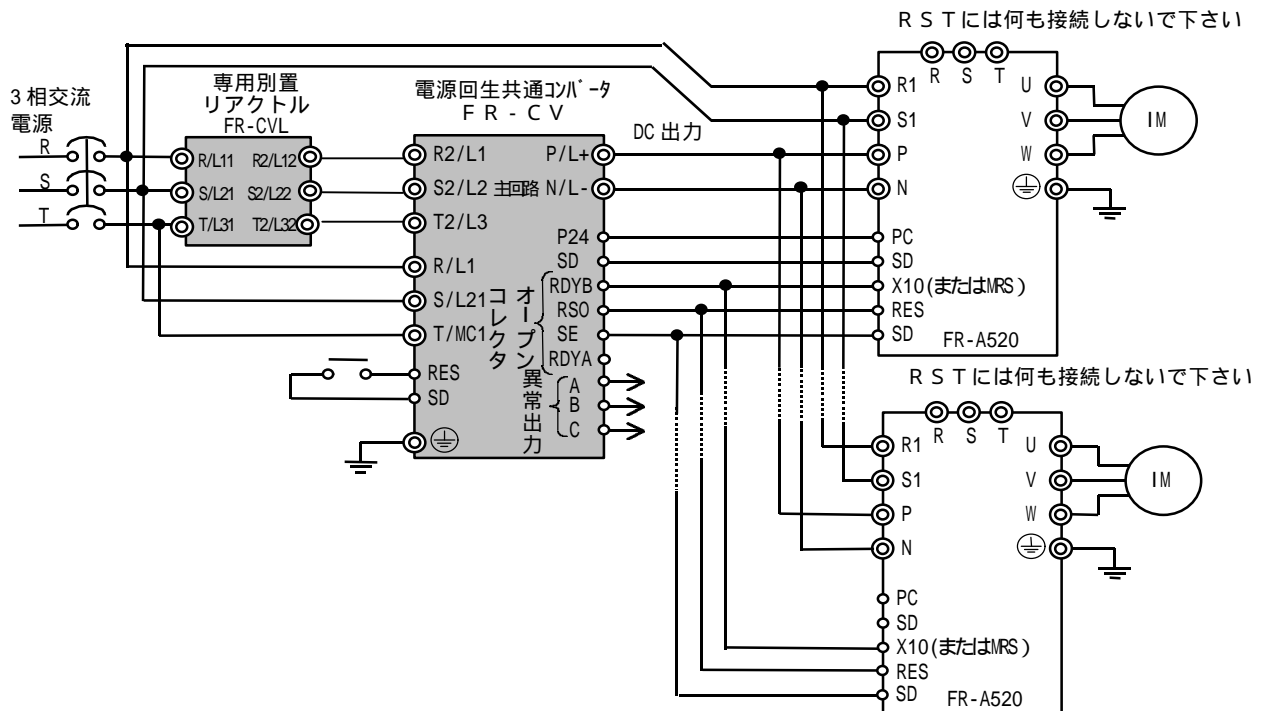 RSTには何も接続しないで下さい
3相交流
電源
R
S
T
専用別置
リアクトル
FR-CVL
R/L11 R2/L12
S/L21 S2/L22
T/L31 T2/L32
電源回生共通コンバータ
FR-CV
R2/L1 P/L+
S2/L2 主回路 N/L-
T2/L3
P24
SD
R/L1
RDYB
S/L21
RSO
T/MC1
SE
RDYA
オープン
コレクタ
RES
SD
異常出力
A
B
C
DC出力
R S T
R1
S1
P
N
PC
SD
X10(またはMRS)
RES
SD
FR-A520
U
V
W
IM
RSTには何も接続しないで下さい
R S T
R1
S1
P
N
PC
SD
X10(またはMRS)
RES
SD
FR-A520
U
V
W
IM